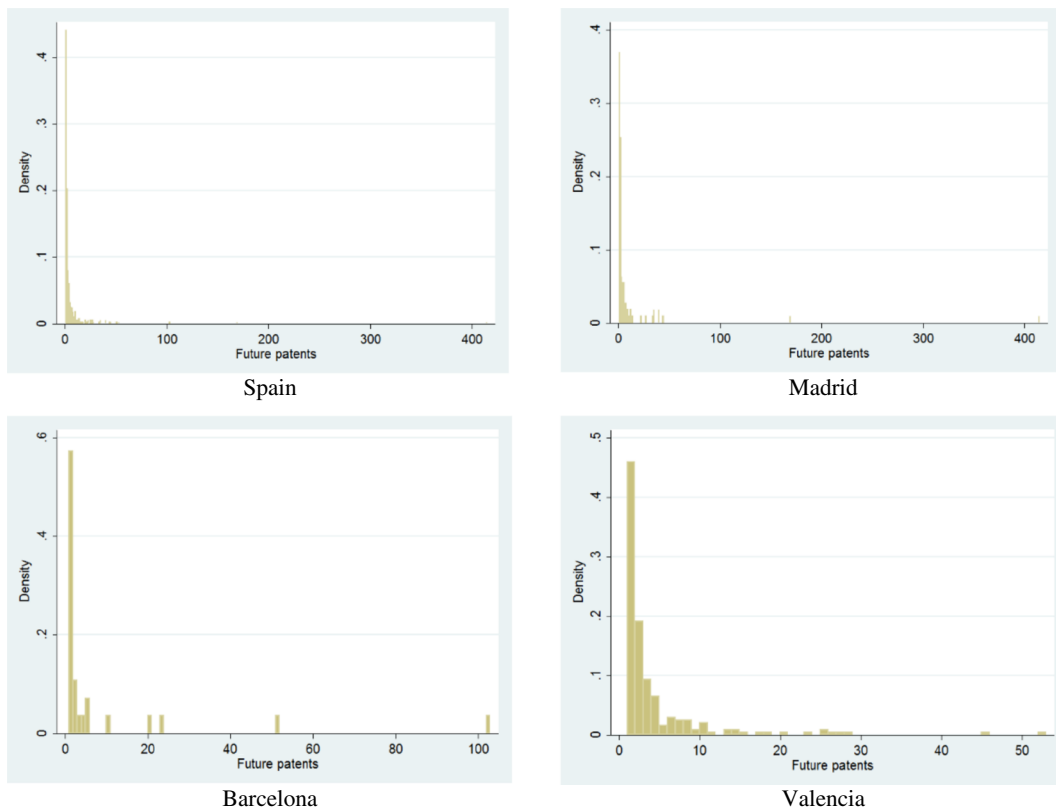 .4
.3
.2
.1
0
Density
0 100 200 300 400
Future patents
Spain
.4
.3
.2
.1
0
Density
0 100 200 300 400
Future patents
Madrid
.6
.4
.2
0
Density
0 20 40 60 80 100
Future patents
Barcelona
.5
.4
.3
.2
.1
0
Density
0 10 20 30 40 50
Future patents
Valencia